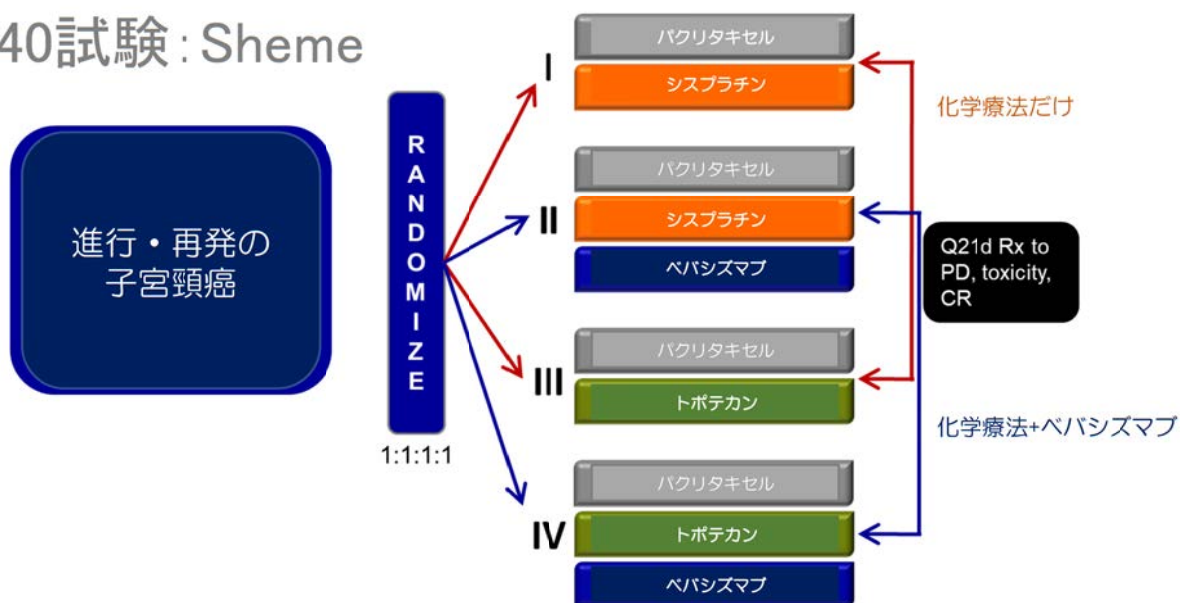 40試験：Sheme
進行・再発の
子宮頸癌
RANDOMIZE
1:1:1:1
I
パクリタキセル
シスプラチン
II
パクリタキセル
シスプラチン
ベバシズマブ
III
パクリタキセル
トポテカン
IV
パクリタキセル
トポテカン
ベバシズマブ
化学療法だけ
Q21d Rx to
PD, toxicity,
CR
化学療法+ベバシズマブ